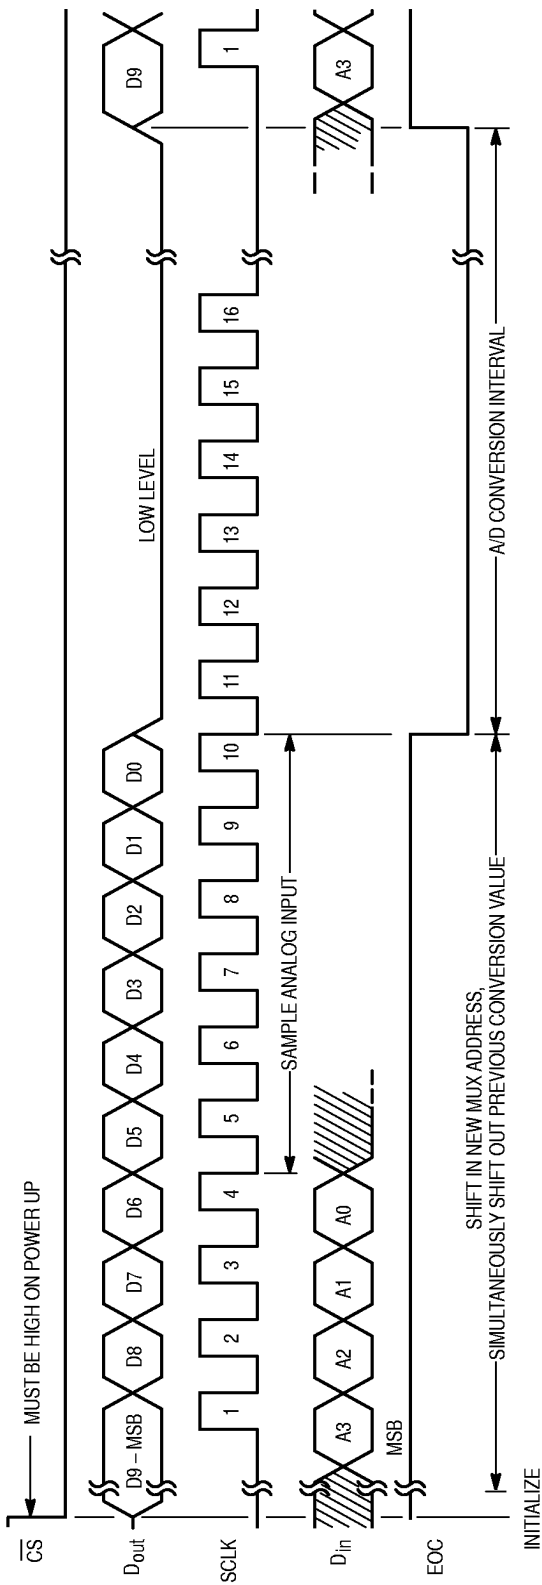 CS
MUST BE HIGH ON POWER UP
Dout
D9 – MSB D8 D7 D6 D5 D4 D3 D2 D1 D0 LOW LEVEL D9
SCLK
1 2 3 4 5 6 7 8 9 10 11 12 13 14 15 16 1
SAMPLE ANALOG INPUT
Din
A3 A2 A1 A0 A3
MSB
EOC
SHIFT IN NEW MUX ADDRESS,
SIMULTANEOUSLY SHIFT OUT PREVIOUS CONVERSION VALUE
A/D CONVERSION INTERVAL
INITIALIZE